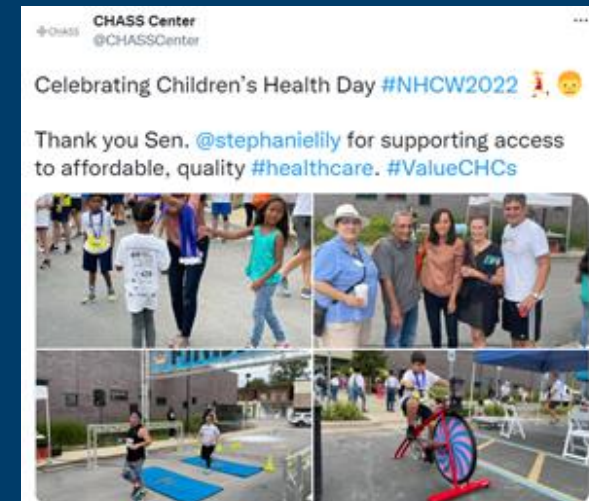 CHASS
CHASS Center
@CHASSCenter
...
Celebrating Children's Health Day #NHCW2022
Thank you Sen. @stephanielily for supporting access
to affordable, quality #healthcare. #ValueCHCs